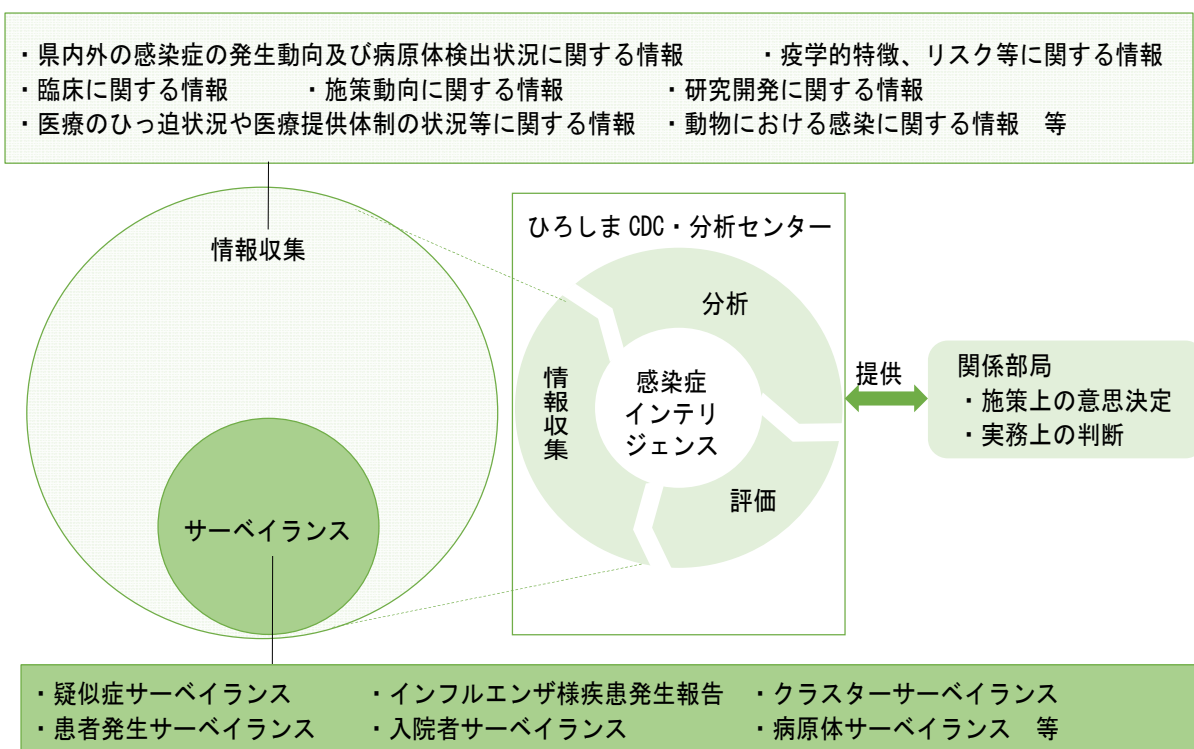 ・県内外の感染症の発生動向及び病原体検出状況に関する情報　・疫学的特徴、リスク等に関する情報
・臨床に関する情報　・施策動向に関する情報　・研究開発に関する情報
・医療のひっ迫状況や医療提供体制の状況等に関する情報　・動物における感染に関する情報　等
情報収集
サーベイランス
ひろしま CDC・分析センター
分析
情報収集
感染症
インテリ
ジェンス
評価
提供
関係部局
・施策上の意思決定
・実務上の判断
・疑似症サーベイランス　・インフルエンザ様疾患発生報告　・クラスターサーベイランス
・患者発生サーベイランス　・入院者サーベイランス　・病原体サーベイランス　等